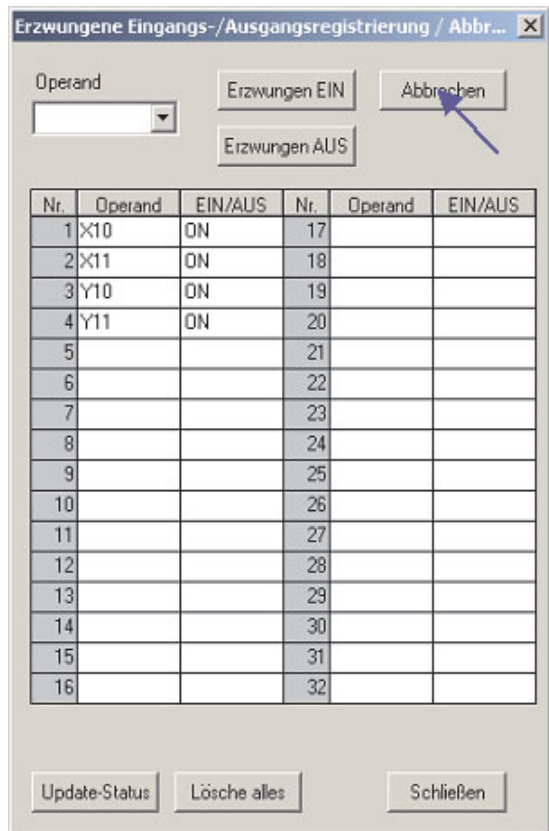 Erzwungene Eingangs-/Ausgangsregistrierung / Abbr...
Operand
Erzwungen EIN
Abbrechen
Erzwungen AUS
Nr. Operand EIN/AUS Nr. Operand EIN/AUS
1 X10 ON 17
2 X11 ON 18
3 Y10 ON 19
4 Y11 ON 20
5 21
6 22
7 23
8 24
9 25
10 26
11 27
12 28
13 29
14 30
15 31
16 32
Update-Status Lösche alles Schließen